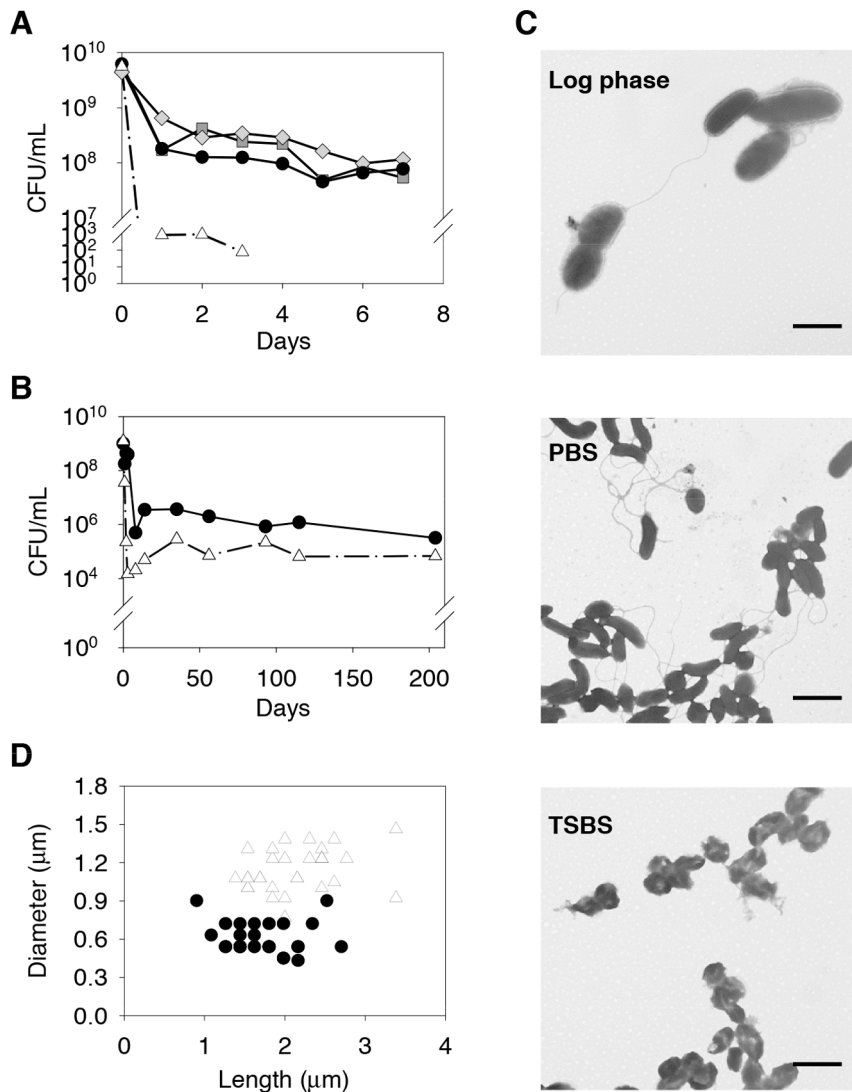 A
10¹⁰
10⁹
10⁸
10⁷
10³
10²
10¹
10⁰
CFU/mL
0
2
4
6
8
Days
B
10¹⁰
10⁸
10⁶
10⁴
10⁰
CFU/mL
0
50
100
150
200
Days
D
1.8
1.5
1.2
0.9
0.6
0.3
0.0
Diameter (μm)
0
1
2
3
4
Length (μm)
C
Log phase
PBS
TSBS